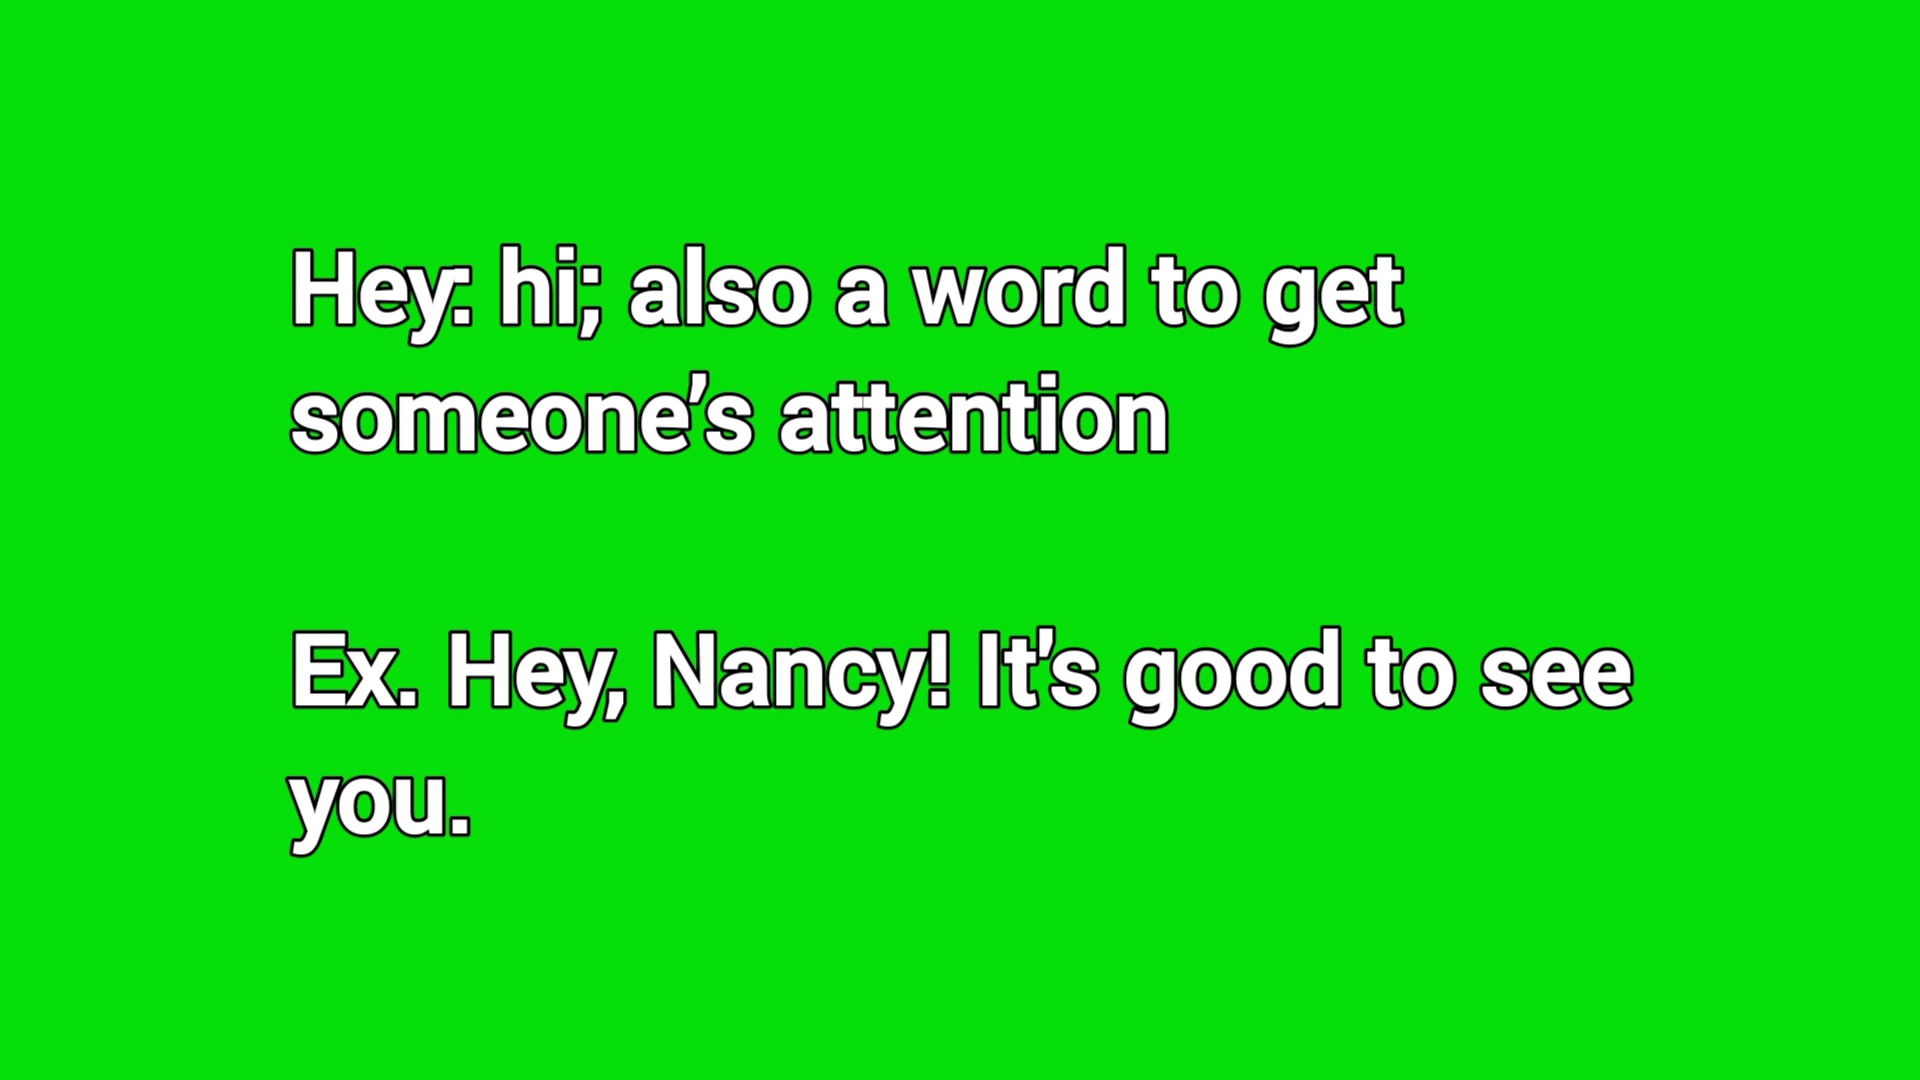 Hey: hi; also a word to get
someone’s attention
Ex. Hey, Nancy! It's good to see
you.